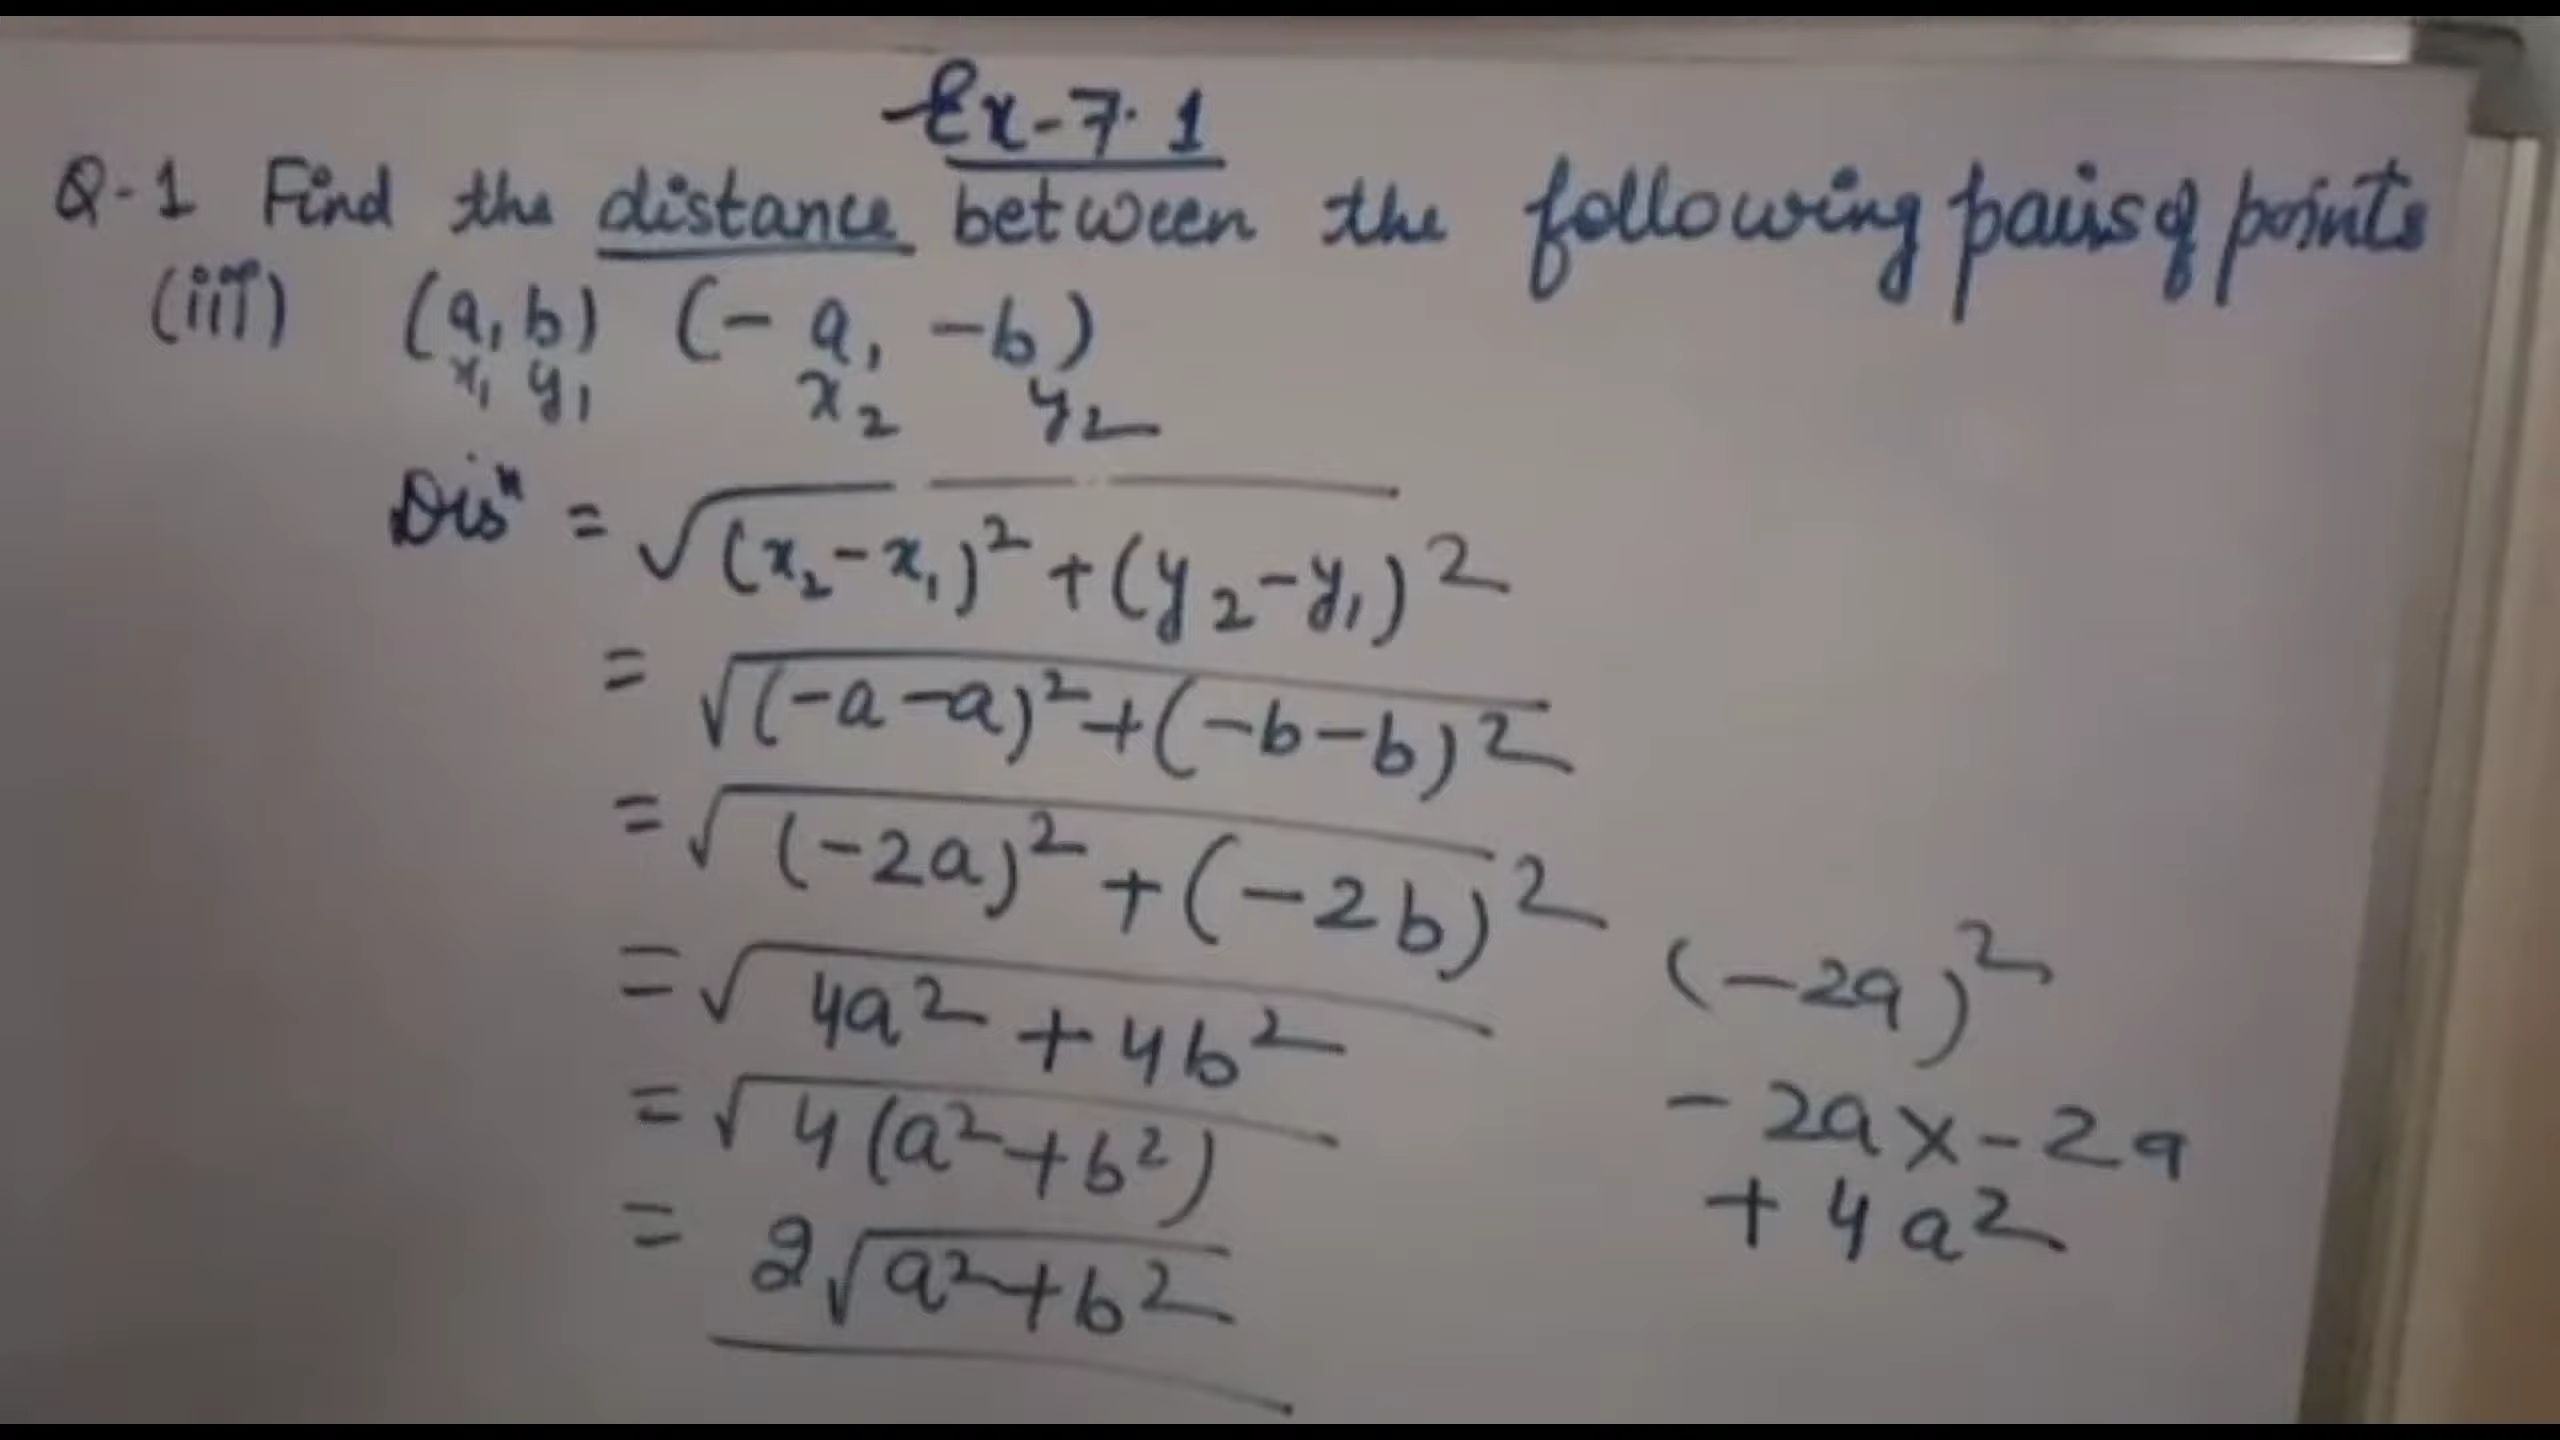 Ex-7.1
Q-1 Find the distance between the following pairs of points
(iii) (a, b) (-a, -b)
x₁ y₁ x₂ y₂
Disⁿ = √(x₂-x₁)² + (y₂-y₁)²
= √(-a-a)² + (-b-b)²
= √(-2a)² + (-2b)²
= √4a² + 4b²
= √4(a²+b²)
= 2√a²+b²
(-2a)²
-2a x -2a
+ 4a²